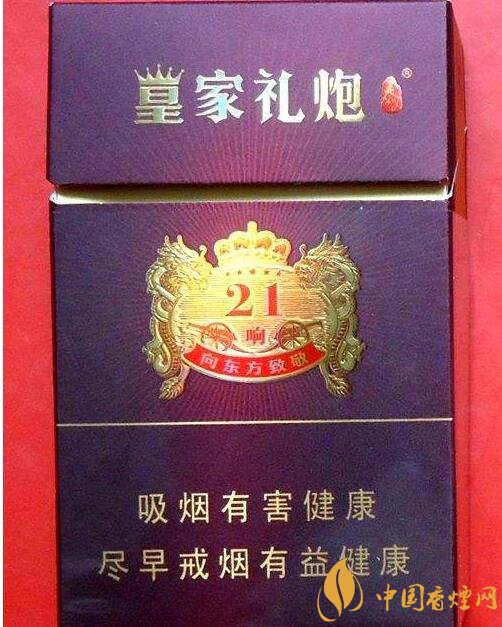 皇家礼炮
®
21
响
向东方致敬
吸烟有害健康
尽早戒烟有益健康
中国香烟网